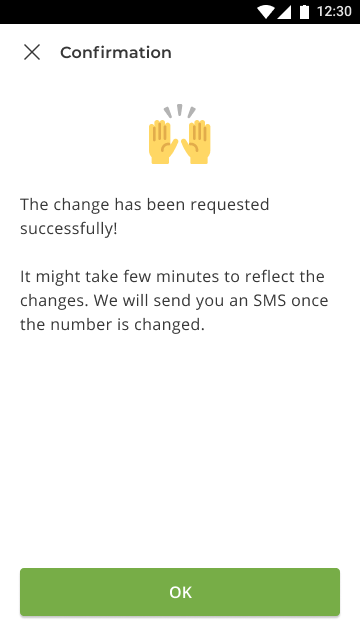 12:30
Confirmation
The change has been requested
successfully!
It might take few minutes to reflect the
changes. We will send you an SMS once
the number is changed.
OK